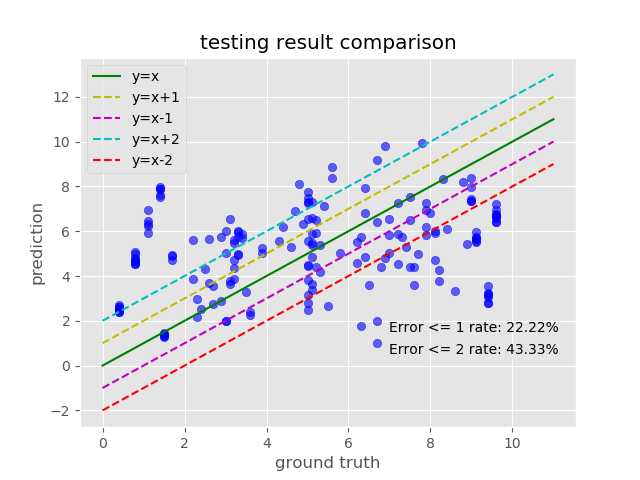 testing result comparison
y=x
y=x+1
y=x-1
y=x+2
y=x-2
12
10
8
6
4
2
0
−2
prediction
Error <= 1 rate: 22.22%
Error <= 2 rate: 43.33%
0 2 4 6 8 10
ground truth